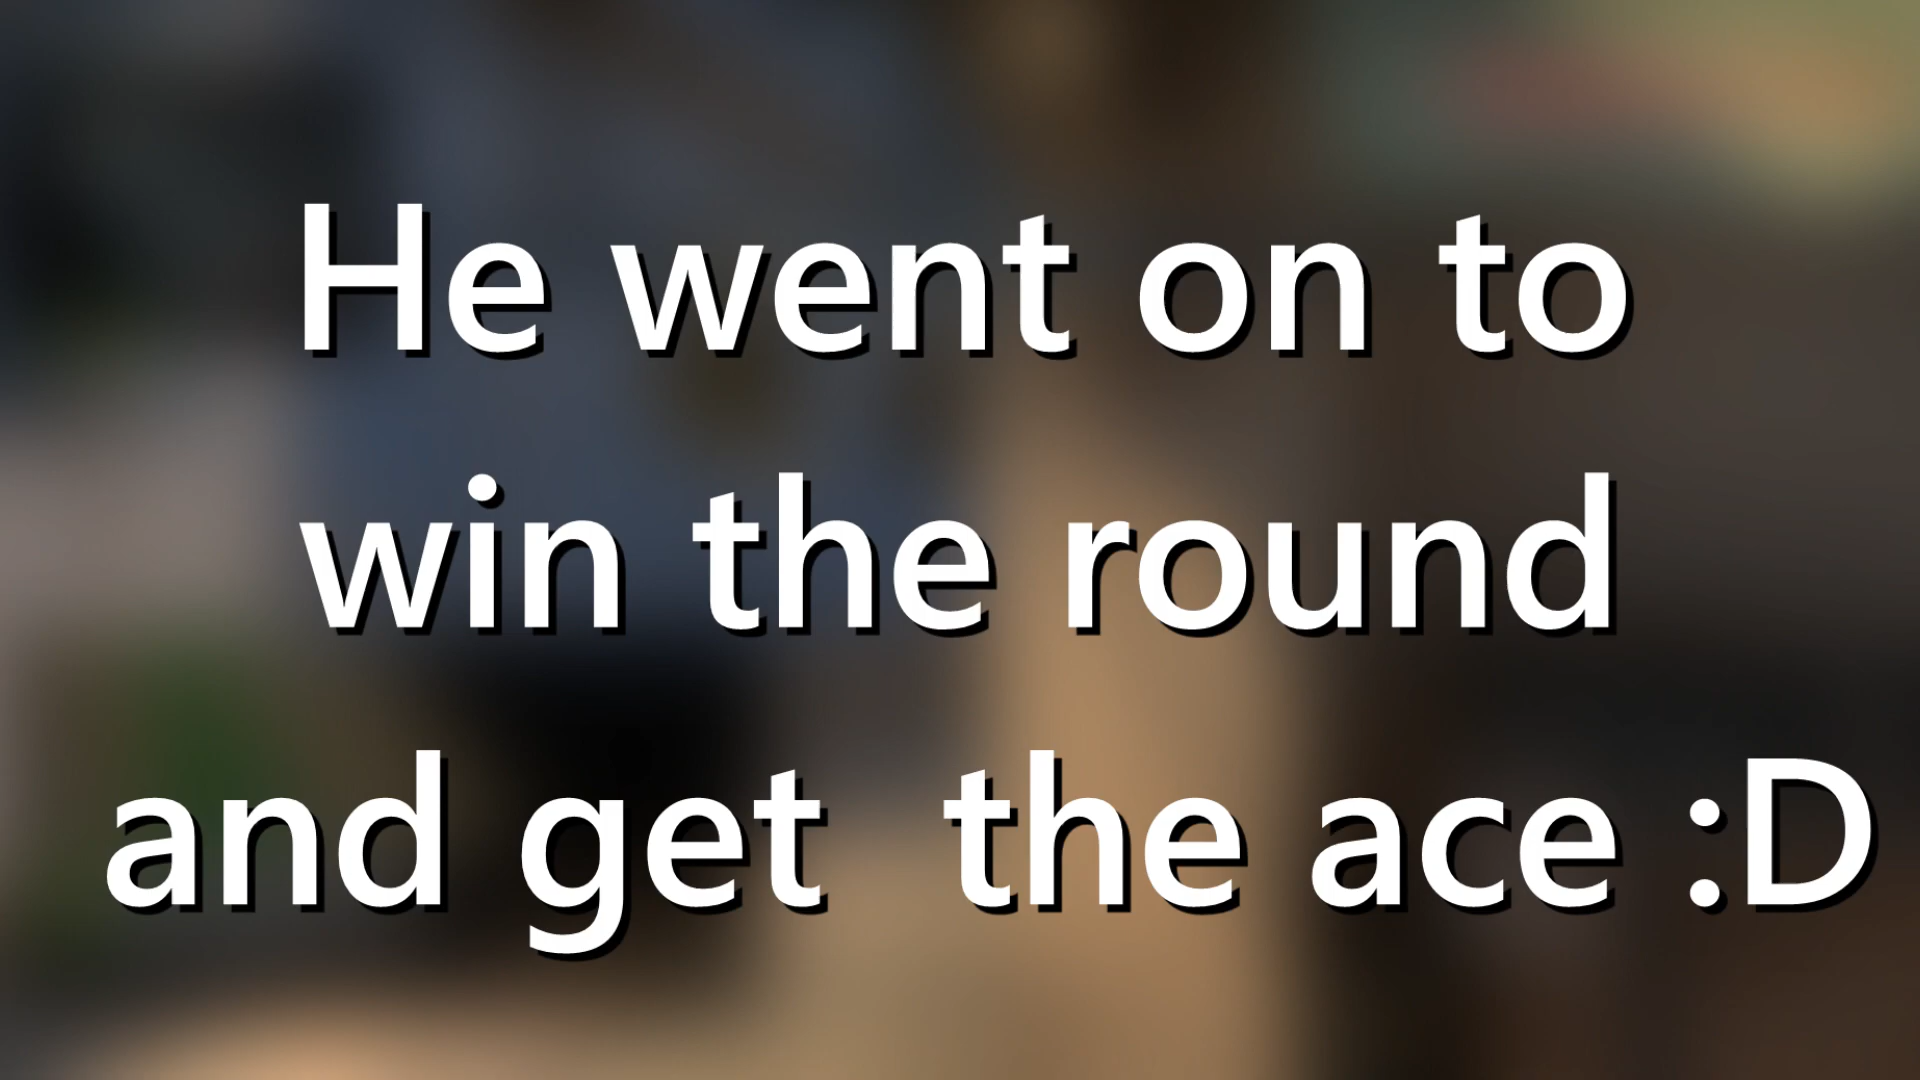 He went on to
win the round
and get  the ace :D